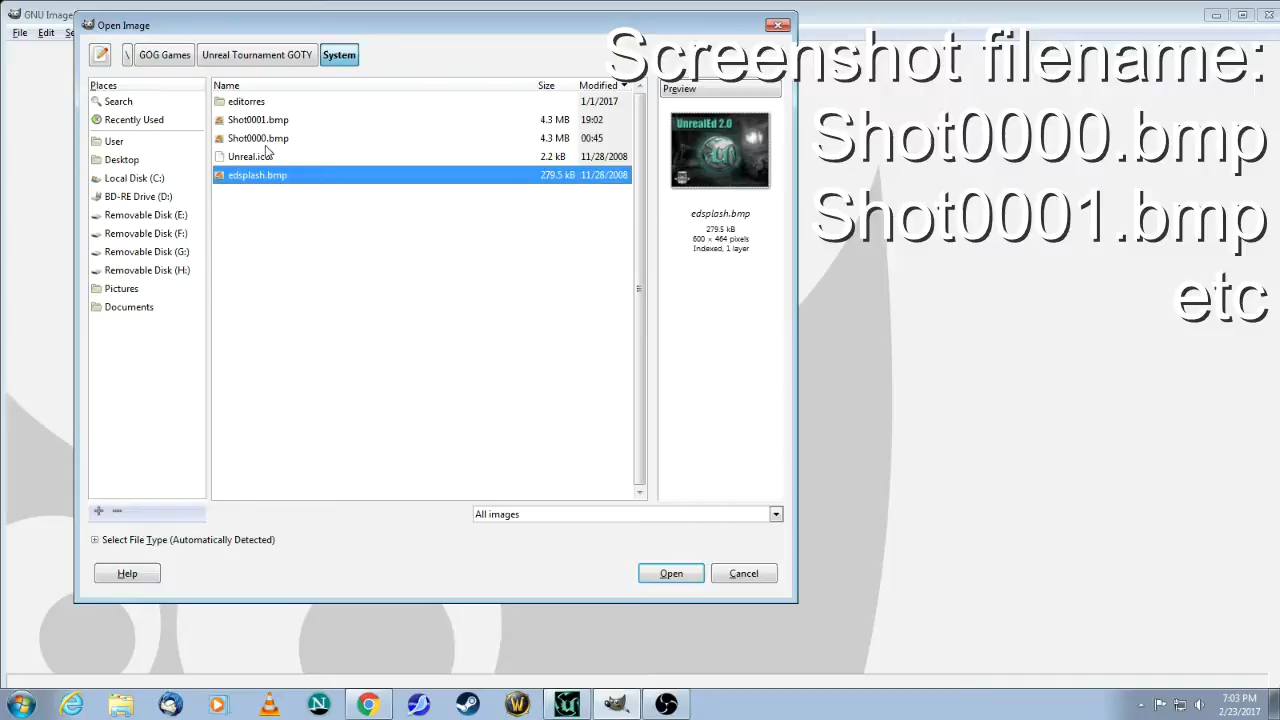 GNU Image
Open Image
File Edit Se
\ GOG Games Unreal Tournament GOTY System
Screenshot filename:
Shot0000.bmp
Shot0001.bmp
etc
Places
Search
Recently Used
User
Desktop
Local Disk (C:)
BD-RE Drive (D:)
Removable Disk (E:)
Removable Disk (F:)
Removable Disk (G:)
Removable Disk (H:)
Pictures
Documents
Name Size Modified
editorres 1/1/2017
Shot0001.bmp 4.3 MB 19:02
Shot0000.bmp 4.3 MB 00:45
Unreal.ico 2.2 kB 11/28/2008
edsplash.bmp 279.5 kB 11/28/2008
Preview
UnrealEd 2.0
edsplash.bmp
279.5 kB
600 × 464 pixels
Indexed, 1 layer
All images
Select File Type (Automatically Detected)
Help Open Cancel
7:03 PM
2/23/2017